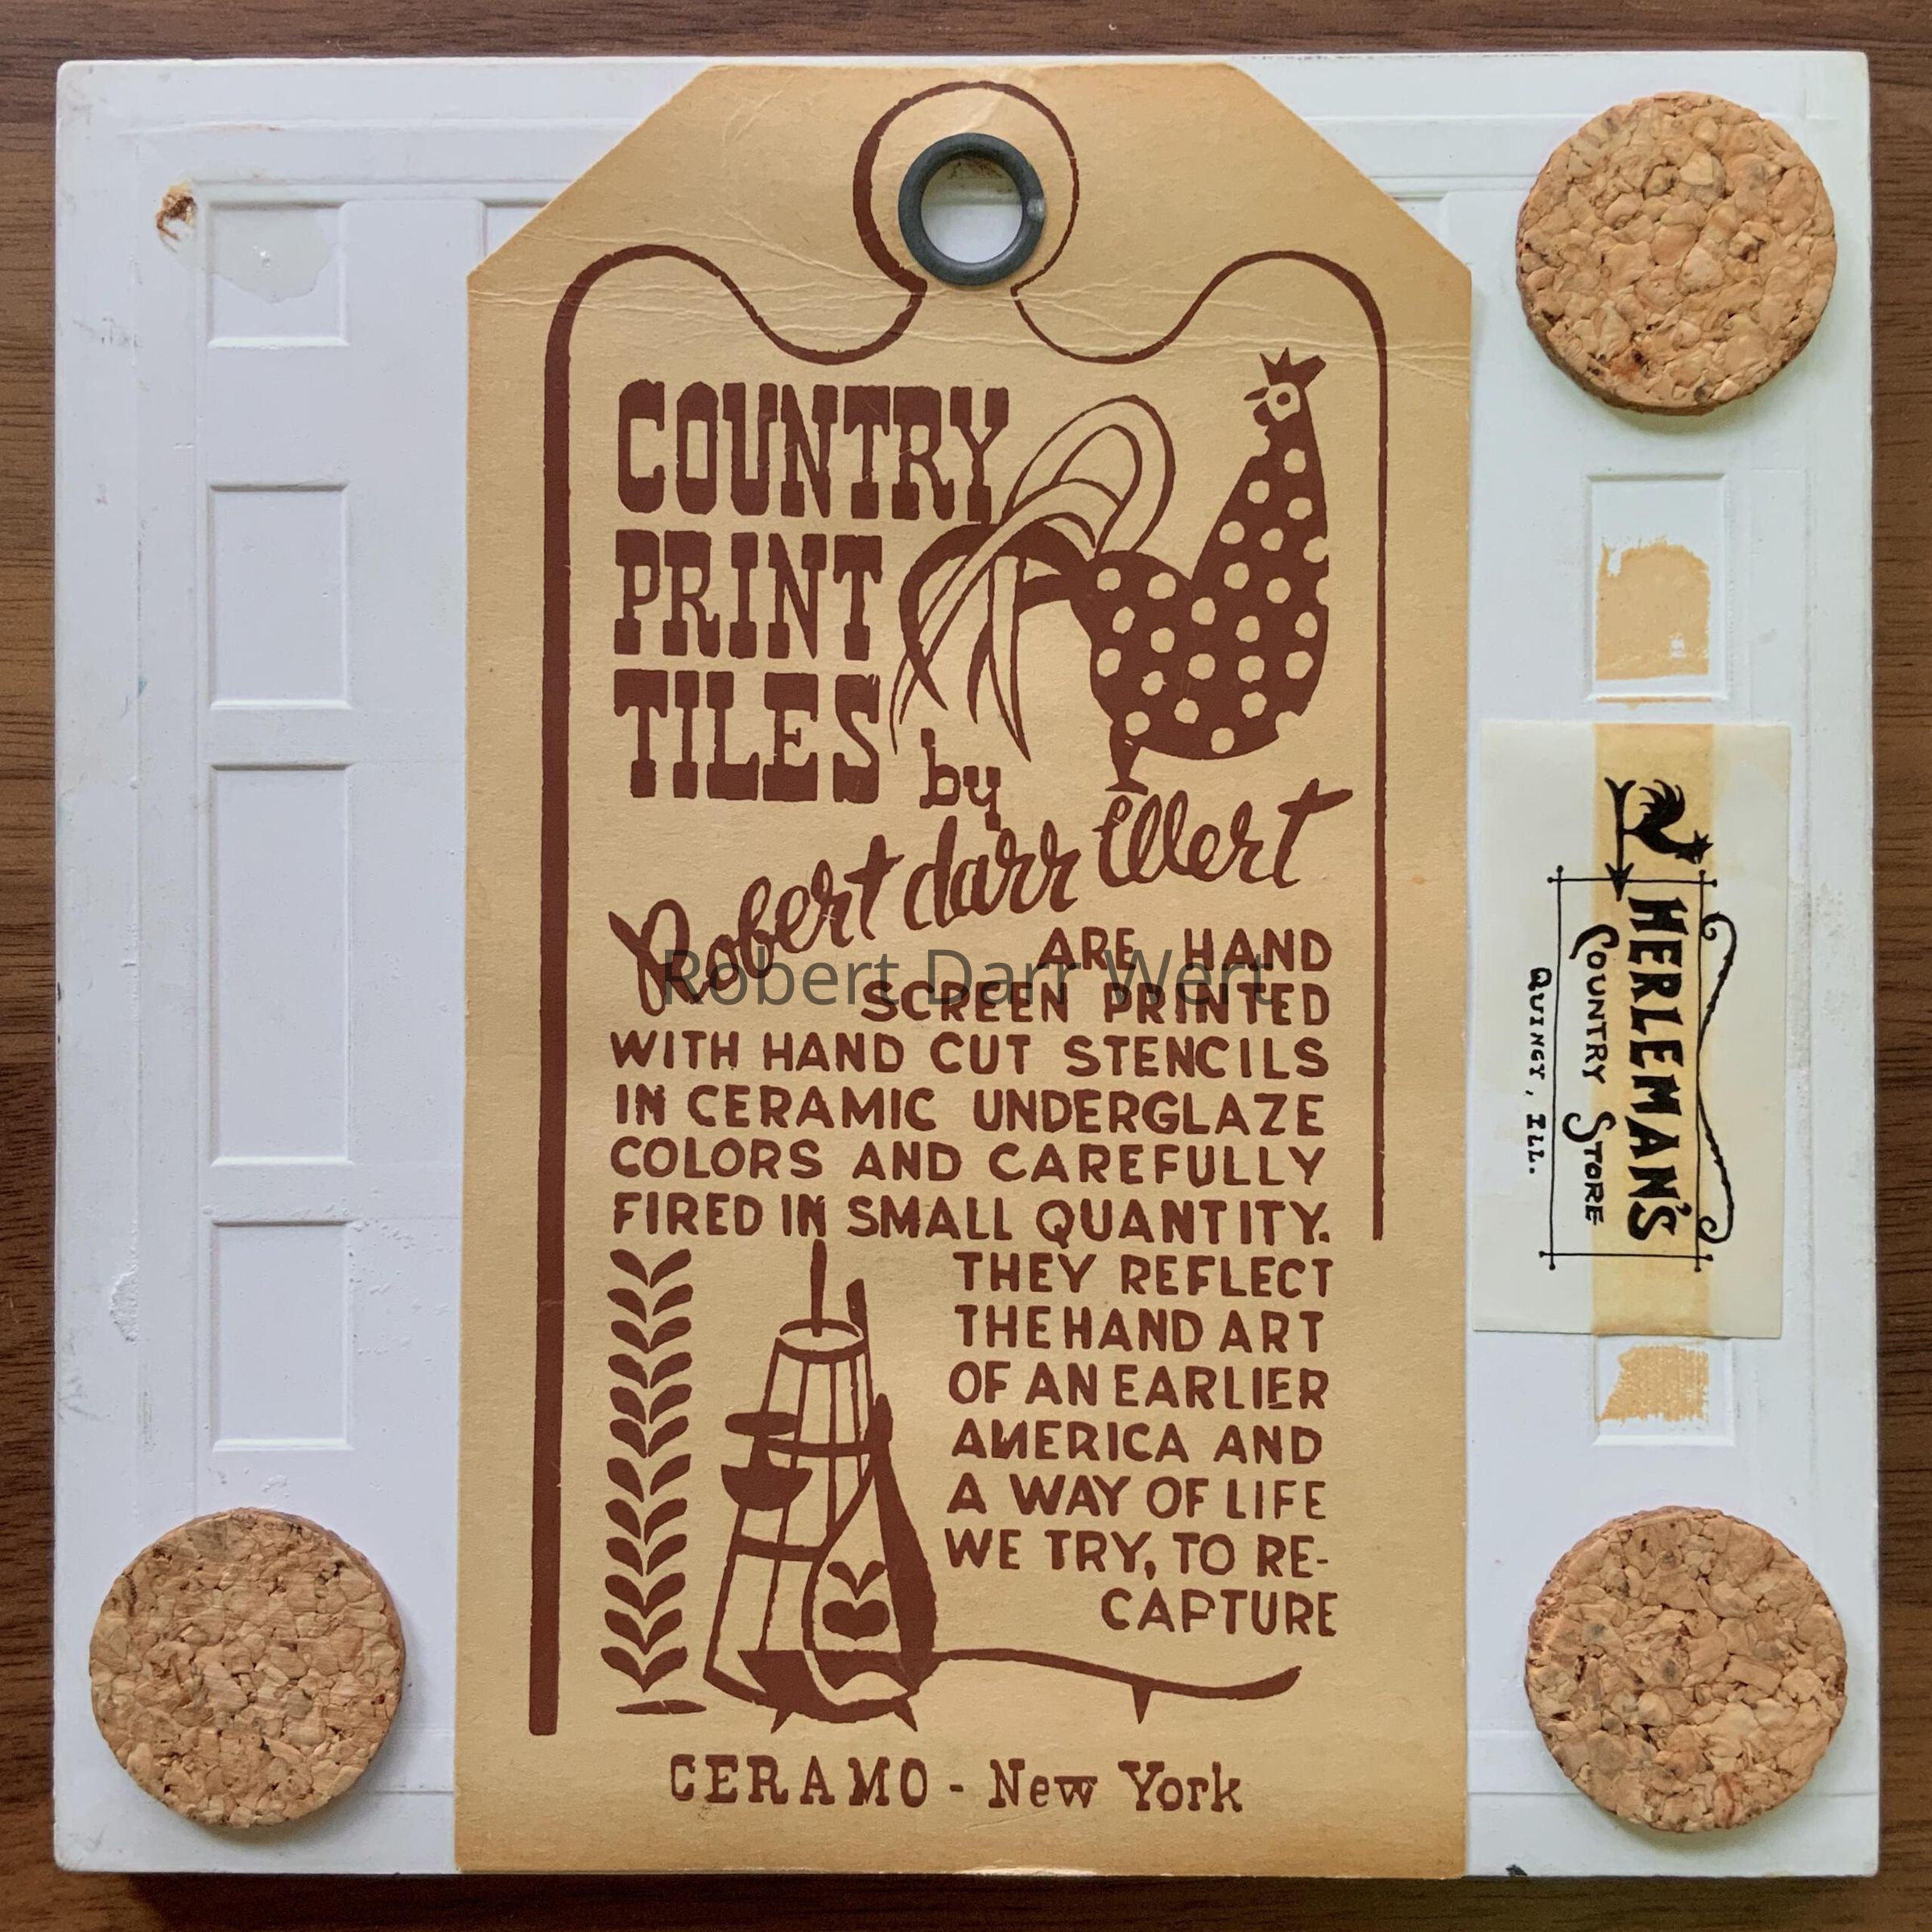 COUNTRY
PRINT
TILES
by
Robert darr Wert
ARE HAND
SCREEN PRINTED
WITH HAND CUT STENCILS
IN CERAMIC UNDERGLAZE
COLORS AND CAREFULLY
FIRED IN SMALL QUANTITY.
THEY REFLECT
THE HAND ART
OF AN EARLIER
AMERICA AND
A WAY OF LIFE
WE TRY, TO RE-
CAPTURE
CERAMO - New York
HERLEMAN'S
COUNTRY STORE
QUINCY, ILL.
Robert Darr Wert